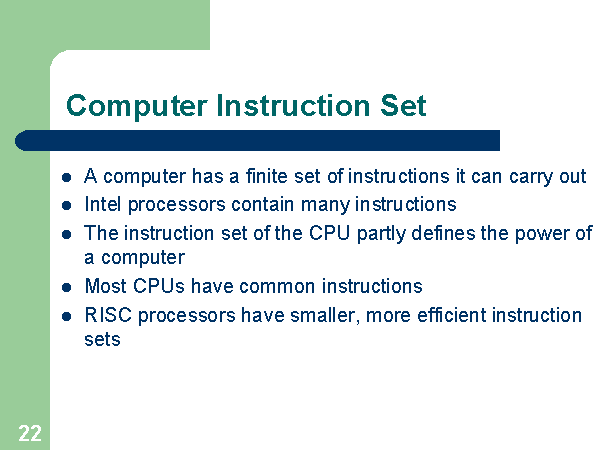 Computer Instruction Set
A computer has a finite set of instructions it can carry out
Intel processors contain many instructions
The instruction set of the CPU partly defines the power of
a computer
Most CPUs have common instructions
RISC processors have smaller, more efficient instruction
sets
22